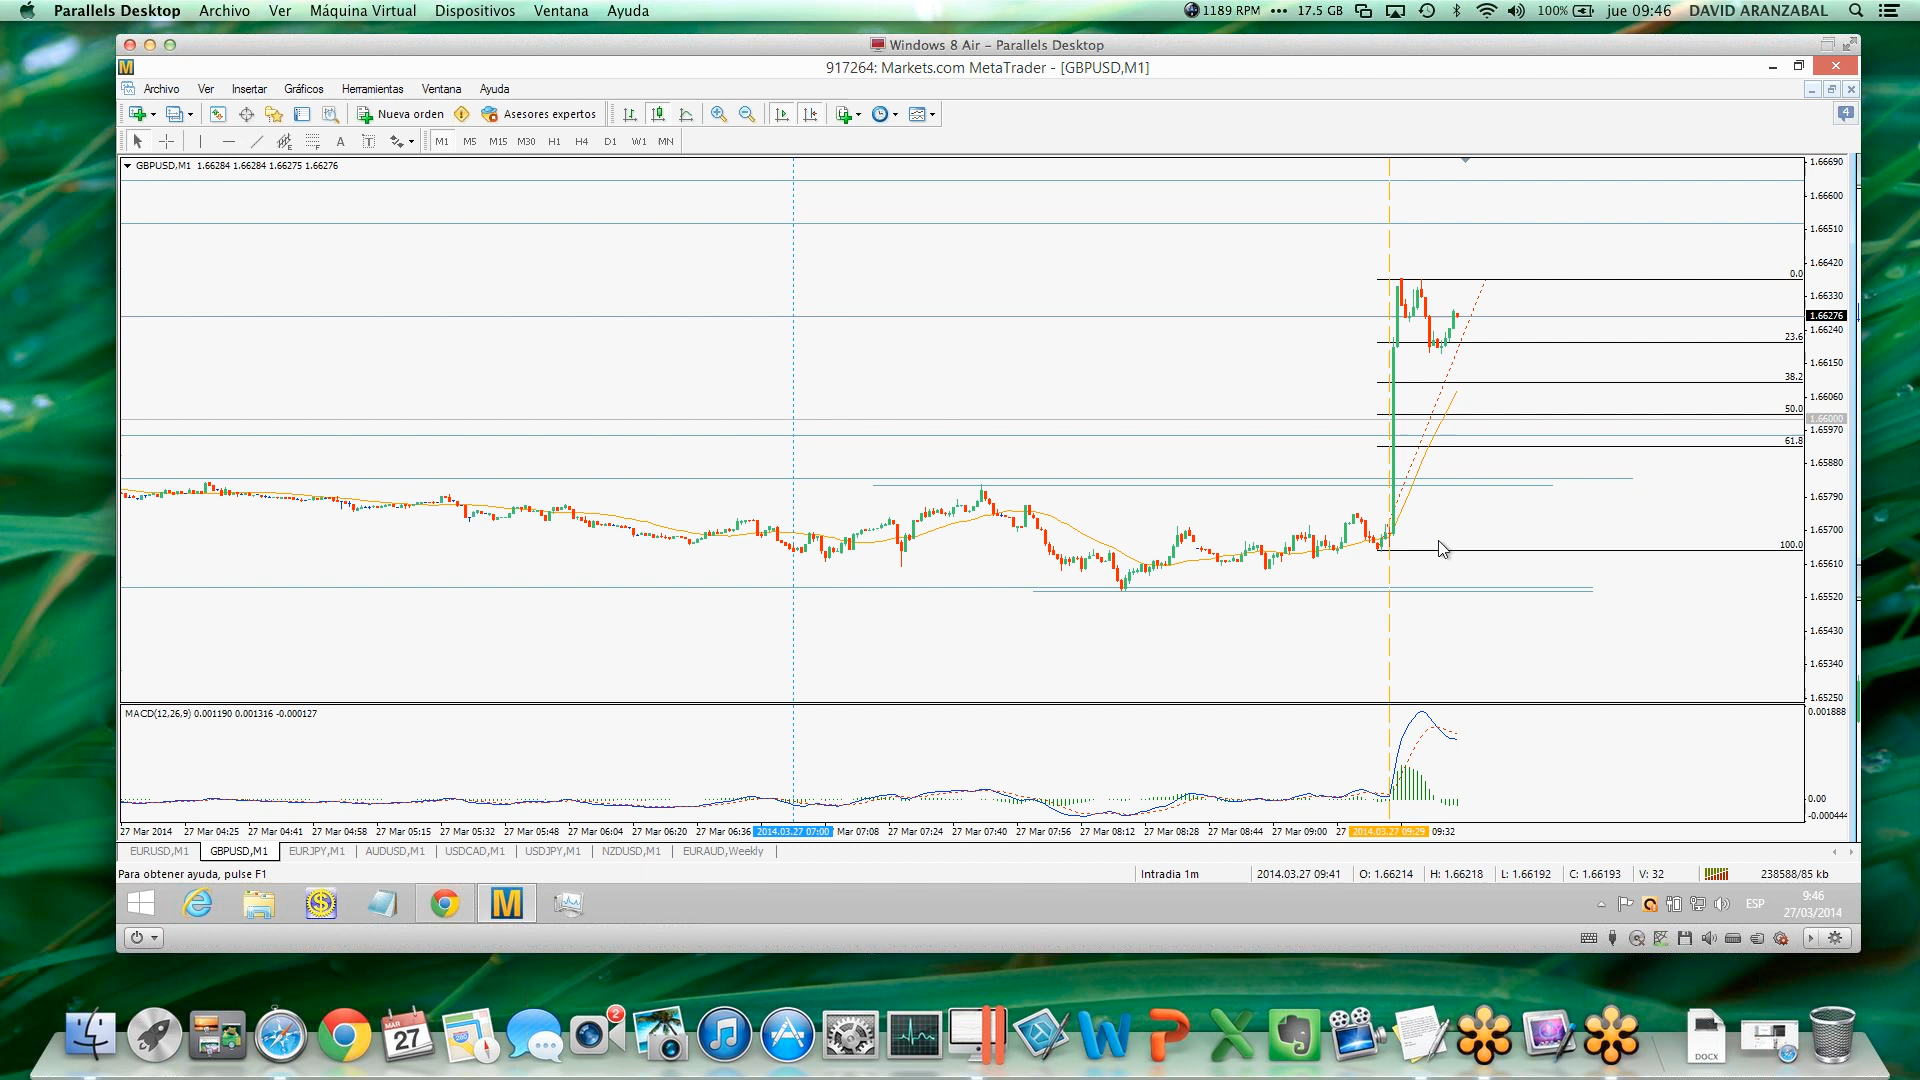 Parallels Desktop Archivo Ver Máquina Virtual Dispositivos Ventana Ayuda 1189 RPM 17.5 GB 100% jue 09:46 DAVID ARANZABAL
Windows 8 Air - Parallels Desktop
917264: Markets.com MetaTrader - [GBPUSD,M1]
Archivo Ver Insertar Gráficos Herramientas Ventana Ayuda
Nueva orden Asesores expertos 4
A T M1 M5 M15 M30 H1 H4 D1 W1 MN
GBPUSD,M1 1.66284 1.66284 1.66275 1.66276
1.66690
1.66600
1.66510
1.66420
0.0
1.66330
1.66276
1.66240
23.6
1.66150
38.2
1.66060
50.0
1.66000
1.65970
61.8
1.65880
1.65790
1.65700
100.0
1.65610
1.65520
1.65430
1.65340
1.65250
MACD(12,26,9) 0.001190 0.001316 -0.000127
0.001888
0.00
-0.000444
27 Mar 2014 27 Mar 04:25 27 Mar 04:41 27 Mar 04:58 27 Mar 05:15 27 Mar 05:32 27 Mar 05:48 27 Mar 06:04 27 Mar 06:20 27 Mar 06:36 2014.03.27 07:00 Mar 07:08 27 Mar 07:24 27 Mar 07:40 27 Mar 07:56 27 Mar 08:12 27 Mar 08:28 27 Mar 08:44 27 Mar 09:00 27 2014.03.27 09:29 09:32
EURUSD,M1 GBPUSD,M1 EURJPY,M1 AUDUSD,M1 USDCAD,M1 USDJPY,M1 NZDUSD,M1 EURAUD,Weekly
Para obtener ayuda, pulse F1 Intradia 1m 2014.03.27 09:41 O: 1.66214 H: 1.66218 L: 1.66192 C: 1.66193 V: 32 238588/85 kb
ESP 9:46
27/03/2014
MAR
27
2
DOCX